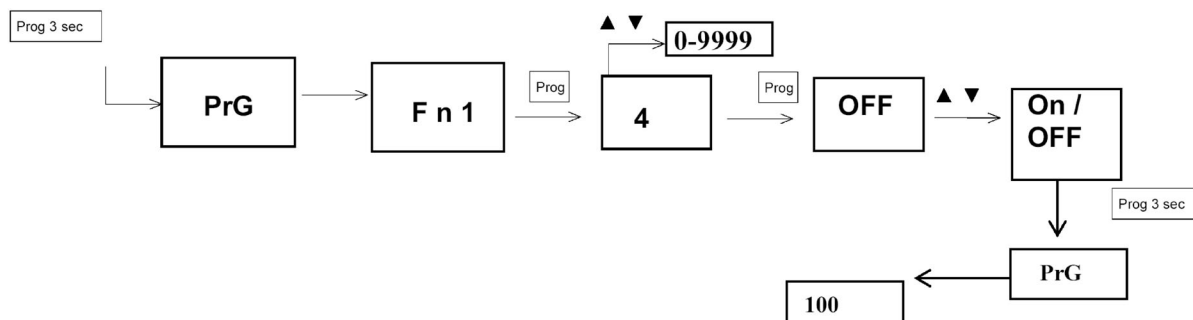 Prog 3 sec
▲ ▼
0-9999
PrG
F n 1
Prog
4
Prog
OFF
▲ ▼
On /
OFF
Prog 3 sec
PrG
100